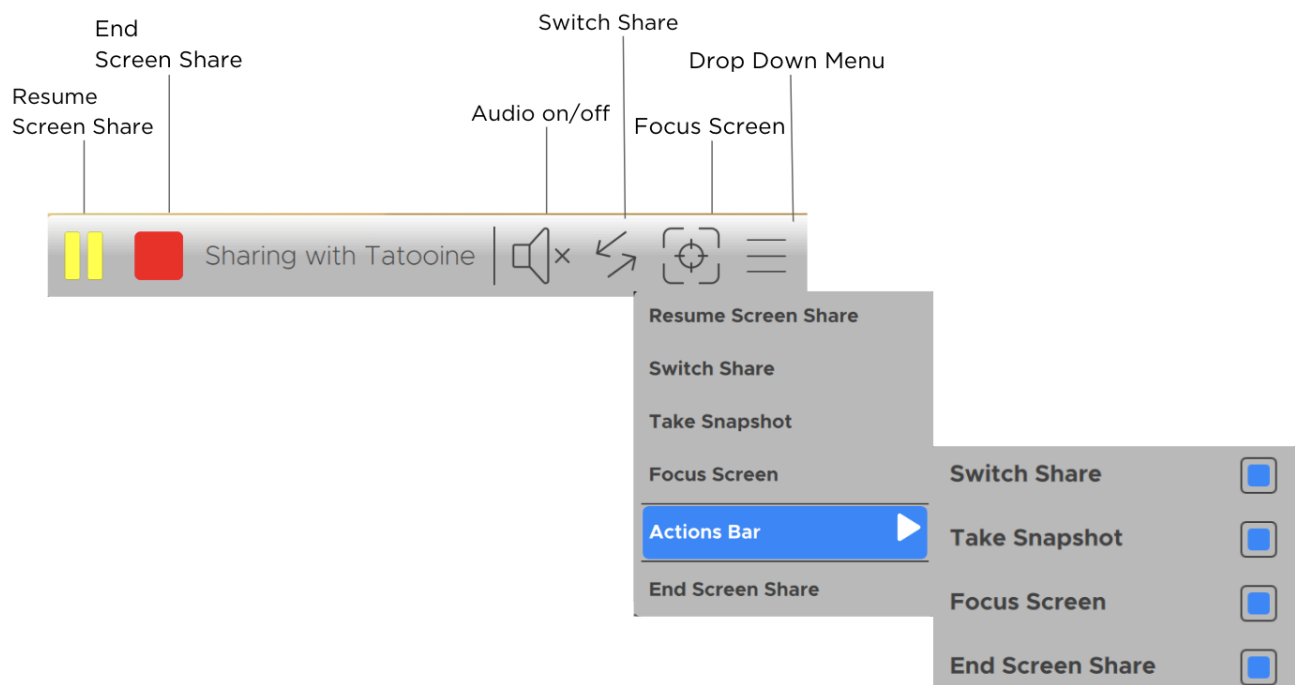 End
Screen Share
Switch Share
Drop Down Menu
Resume
Screen Share
Audio on/off
Focus Screen
Sharing with Tatooine
Resume Screen Share
Switch Share
Take Snapshot
Focus Screen
Actions Bar
End Screen Share
Switch Share
Take Snapshot
Focus Screen
End Screen Share